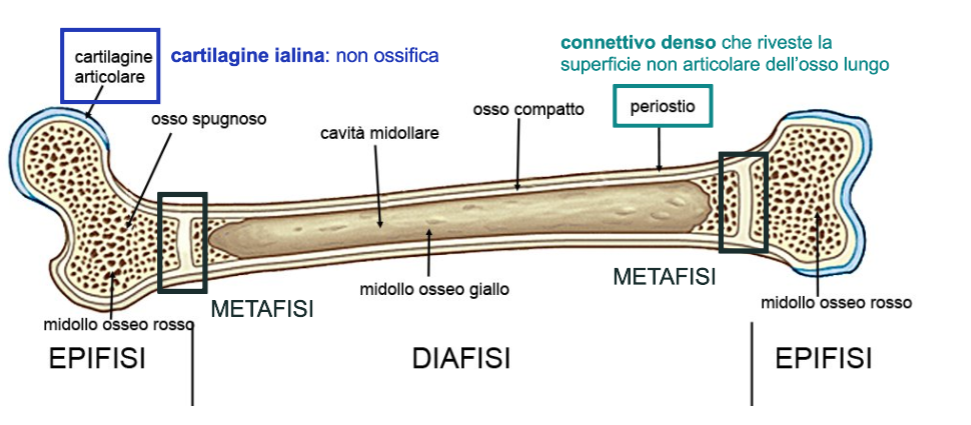 cartilagine
articolare
cartilagine ialina: non ossifica
connettivo denso che riveste la
superficie non articolare dell'osso lungo
osso spugnoso
cavità midollare
osso compatto
periostio
midollo osseo giallo
METAFISI
METAFISI
midollo osseo rosso
midollo osseo rosso
EPIFISI
DIAFISI
EPIFISI